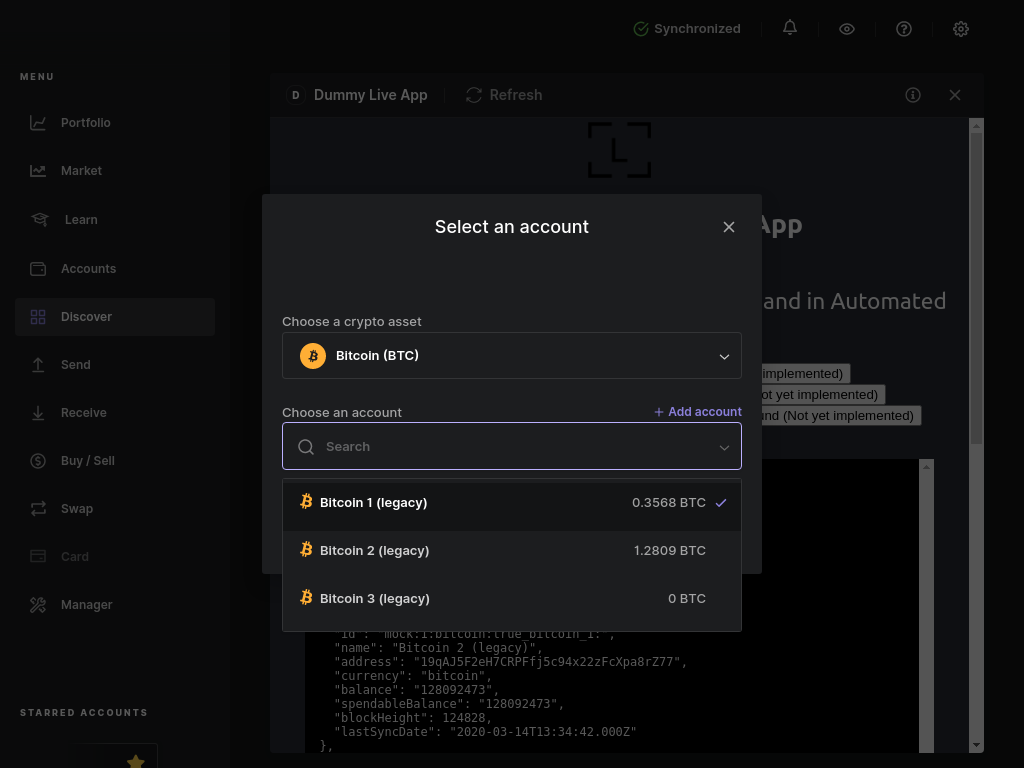 Synchronized
MENU
Portfolio
Market
Learn
Accounts
Discover
Send
Receive
Buy / Sell
Swap
Card
Manager
STARRED ACCOUNTS
D Dummy Live App
Refresh
L
App
and in Automated
implemented)
ot yet implemented)
und (Not yet implemented)
Select an account
Choose a crypto asset
Bitcoin (BTC)
Choose an account
+ Add account
Search
Bitcoin 1 (legacy) 0.3568 BTC
Bitcoin 2 (legacy) 1.2809 BTC
Bitcoin 3 (legacy) 0 BTC
"id": "mock:1:bitcoin:true_bitcoin_1:",
"name": "Bitcoin 2 (legacy)",
"address": "19qAJ5F2eH7CRPFfj5c94x22zFcXpa8rZ77",
"currency": "bitcoin",
"balance": "128092473",
"spendableBalance": "128092473",
"blockHeight": 124828,
"lastSyncDate": "2020-03-14T13:34:42.000Z"
},